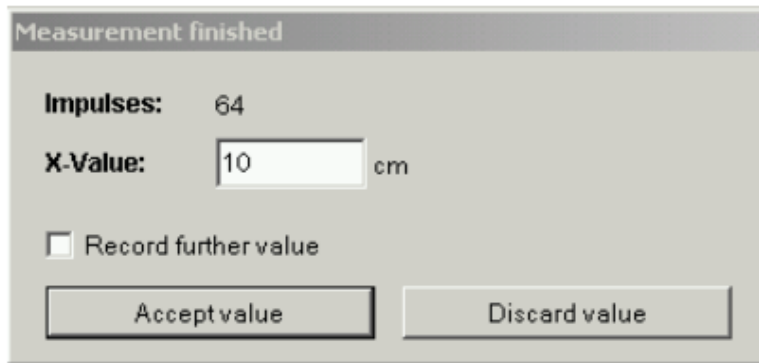 Measurement finished
Impulses: 64
X-Value: 10 cm
Record further value
Accept value Discard value